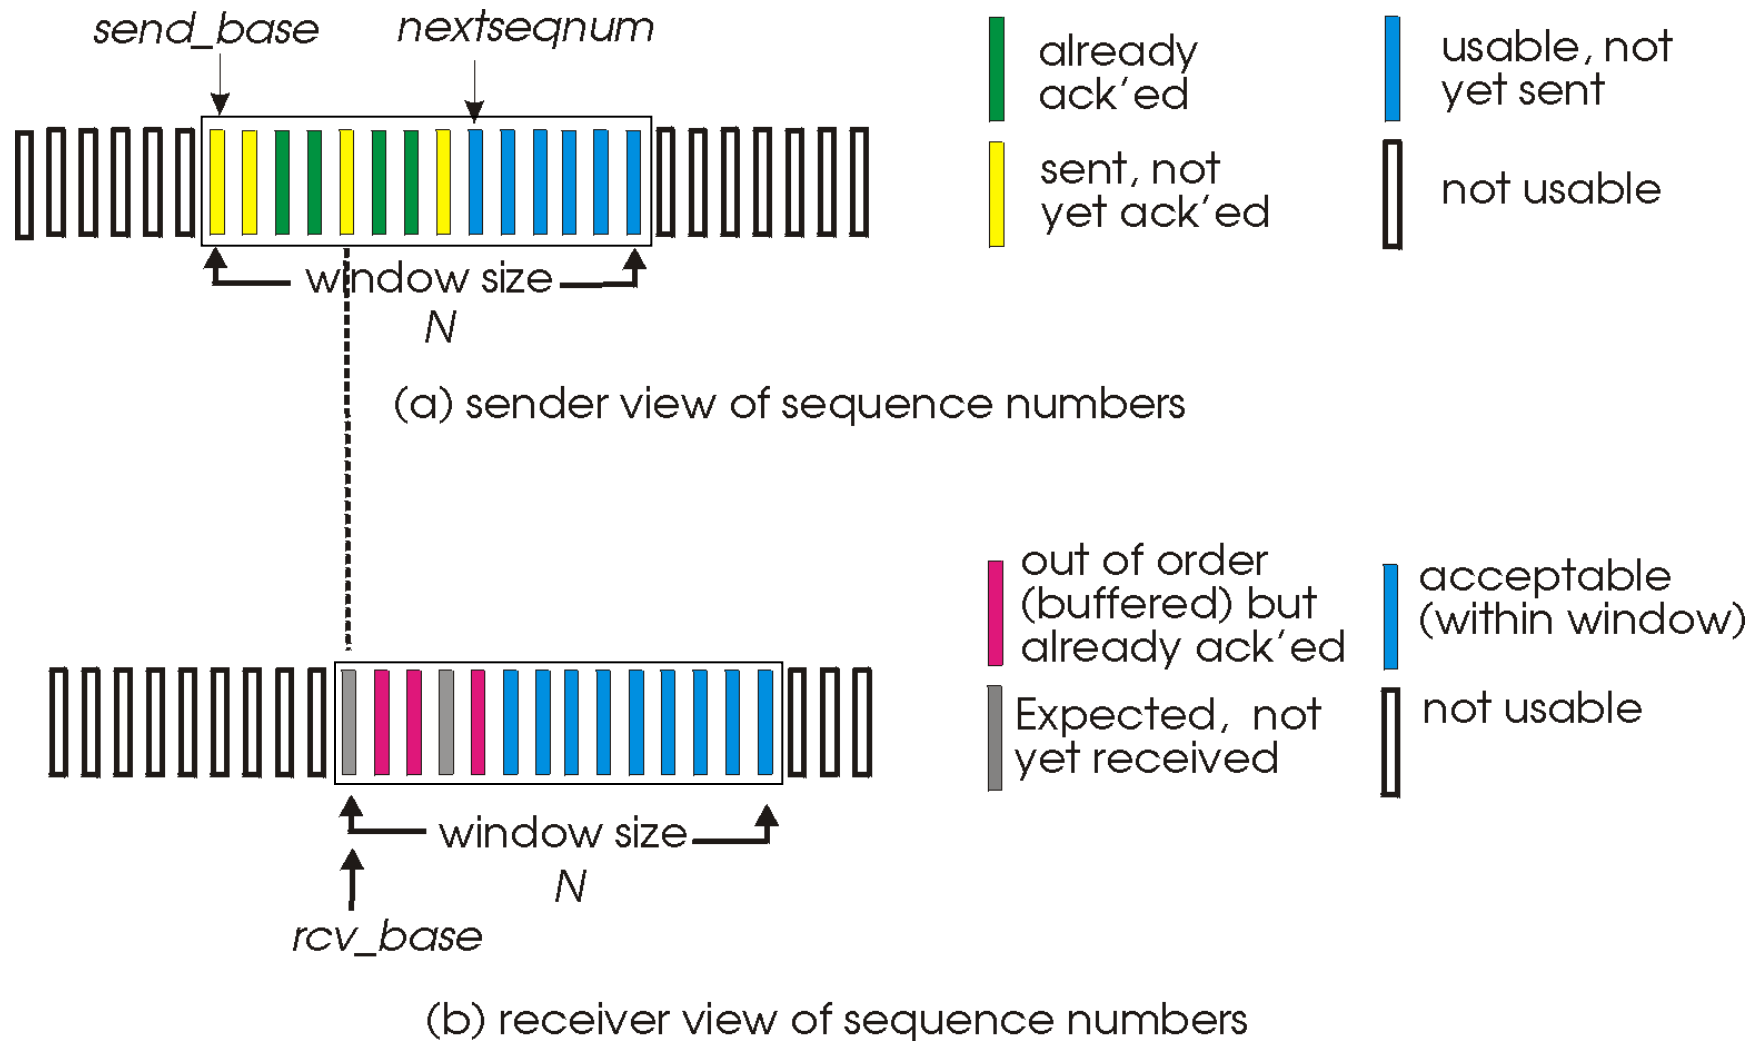 send_base
nextseqnum
already
ack’ed
usable, not
yet sent
sent, not
yet ack’ed
not usable
window size
N
(a) sender view of sequence numbers
out of order
(buffered) but
already ack’ed
acceptable
(within window)
Expected, not
yet received
not usable
window size
N
rcv_base
(b) receiver view of sequence numbers